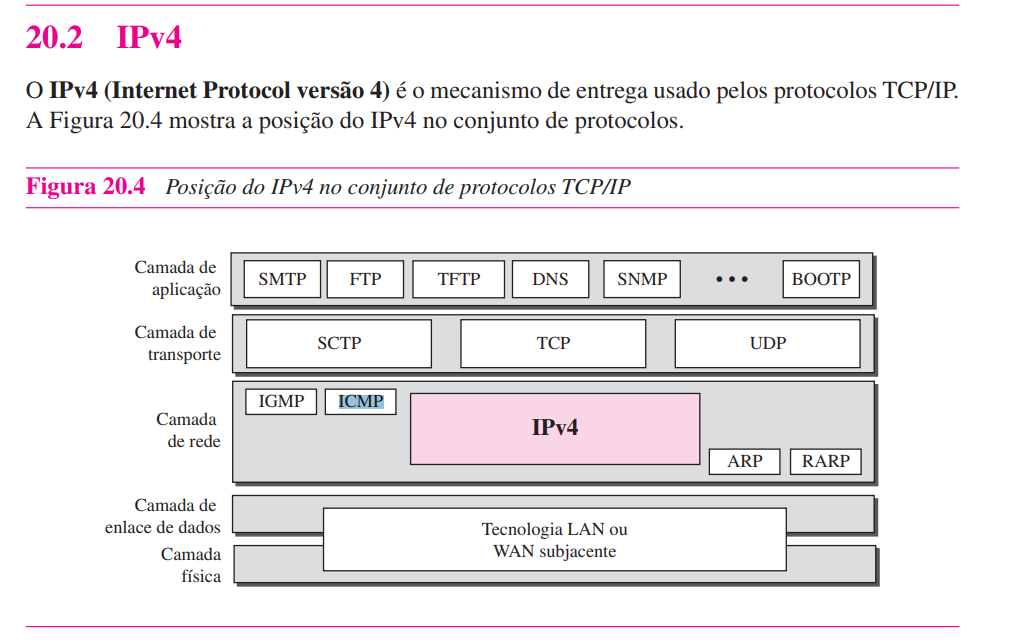 20.2 IPv4
O IPv4 (Internet Protocol versão 4) é o mecanismo de entrega usado pelos protocolos TCP/IP.
A Figura 20.4 mostra a posição do IPv4 no conjunto de protocolos.
Figura 20.4 Posição do IPv4 no conjunto de protocolos TCP/IP
Camada de
aplicação
SMTP FTP TFTP DNS SNMP ••• BOOTP
Camada de
transporte
SCTP TCP UDP
Camada
de rede
IGMP ICMP
IPv4
ARP RARP
Camada de
enlace de dados
Camada
física
Tecnologia LAN ou
WAN subjacente